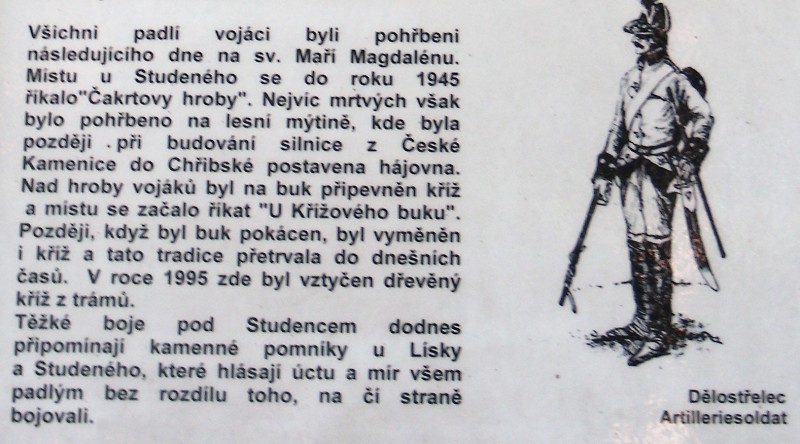 Všichni padlí vojáci byli pohřbeni
následujícího dne na sv. Maří Magdalénu.
Místu u Studeného se do roku 1945
říkalo"Čakrtovy hroby". Nejvíc mrtvých však
bylo pohřbeno na lesní mýtině, kde byla
později . při budování silnice z České
Kamenice do Chřibské postavena hájovna.
Nad hroby vojáků byl na buk připevněn kříž
a místu se začalo říkat "U Křížového buku".
Později, když byl buk pokácen, byl vyměněn
i kříž a tato tradice přetrvala do dnešních
časů. V roce 1995 zde byl vztyčen dřevěný
kříž z trámů.
Těžké boje pod Studencem dodnes
připomínají kamenné pomníky u Lísky
a Studeného, které hlásají úctu a mír všem
padlým bez rozdílu toho, na čí straně
bojovali.
Dělostřelec
Artilleriesoldat